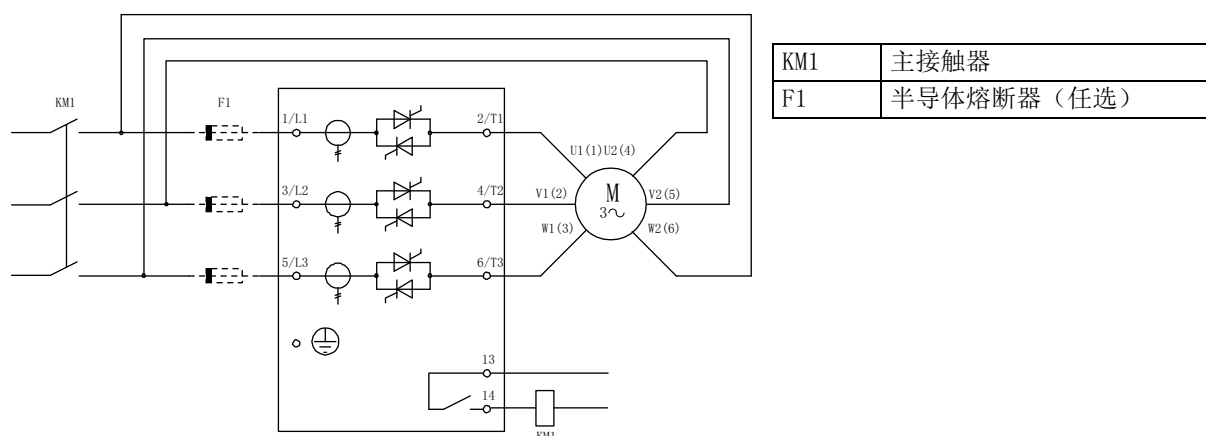 KM1 主接触器
F1 半导体熔断器（任选）
KM1
F1
1/L1
2/T1
U1(1)U2(4)
3/L2
4/T2
V1(2)
M
3～
V2(5)
W1(3)
W2(6)
5/L3
6/T3
13
14
KM1